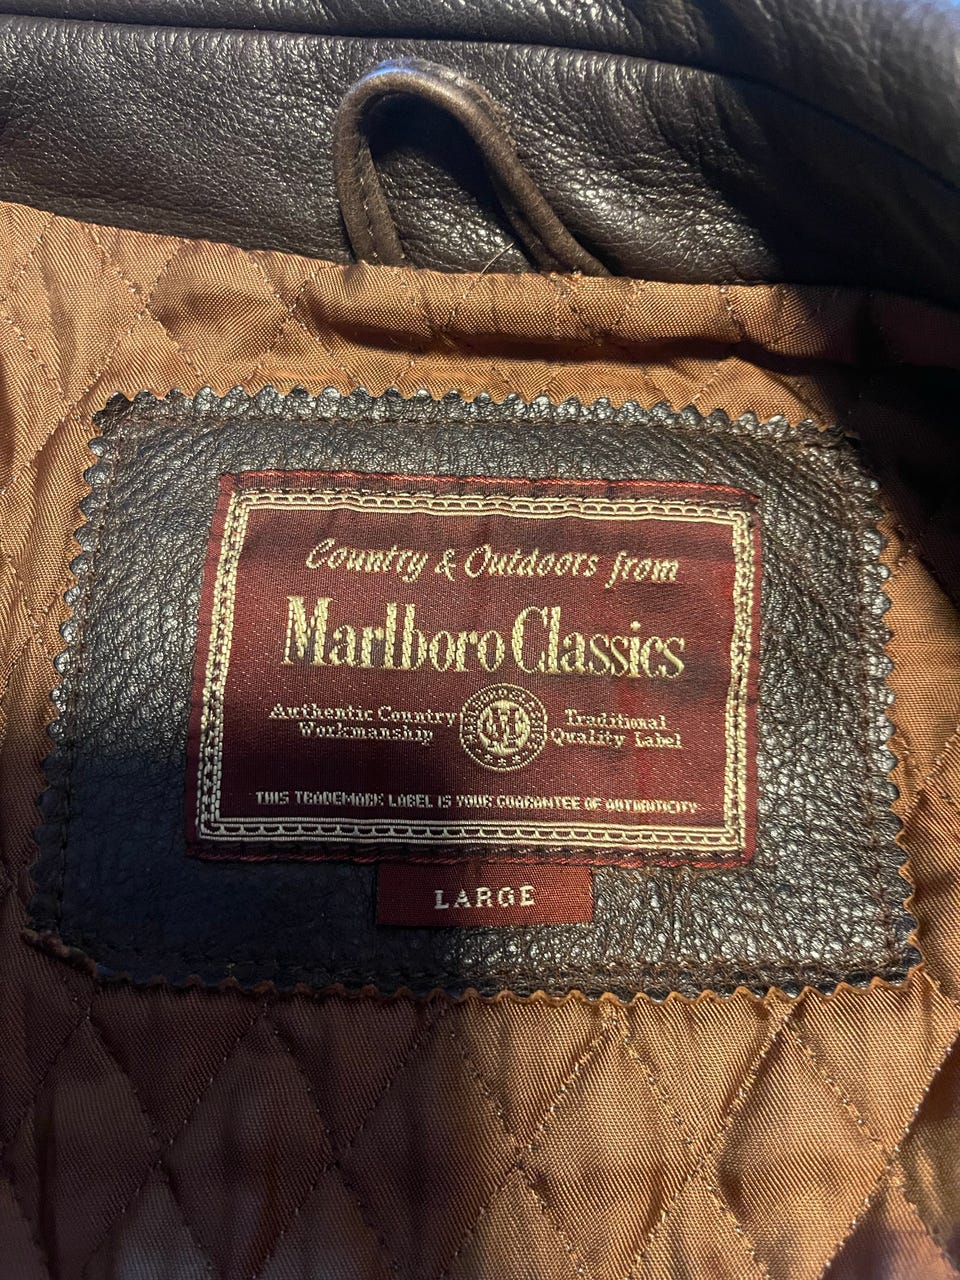 Country & Outdoors from
Marlboro Classics
Authentic Country
Workmanship
Traditional
Quality Label
THIS TRADEMARK LABEL IS YOUR GUARANTEE OF AUTHENTICITY
LARGE